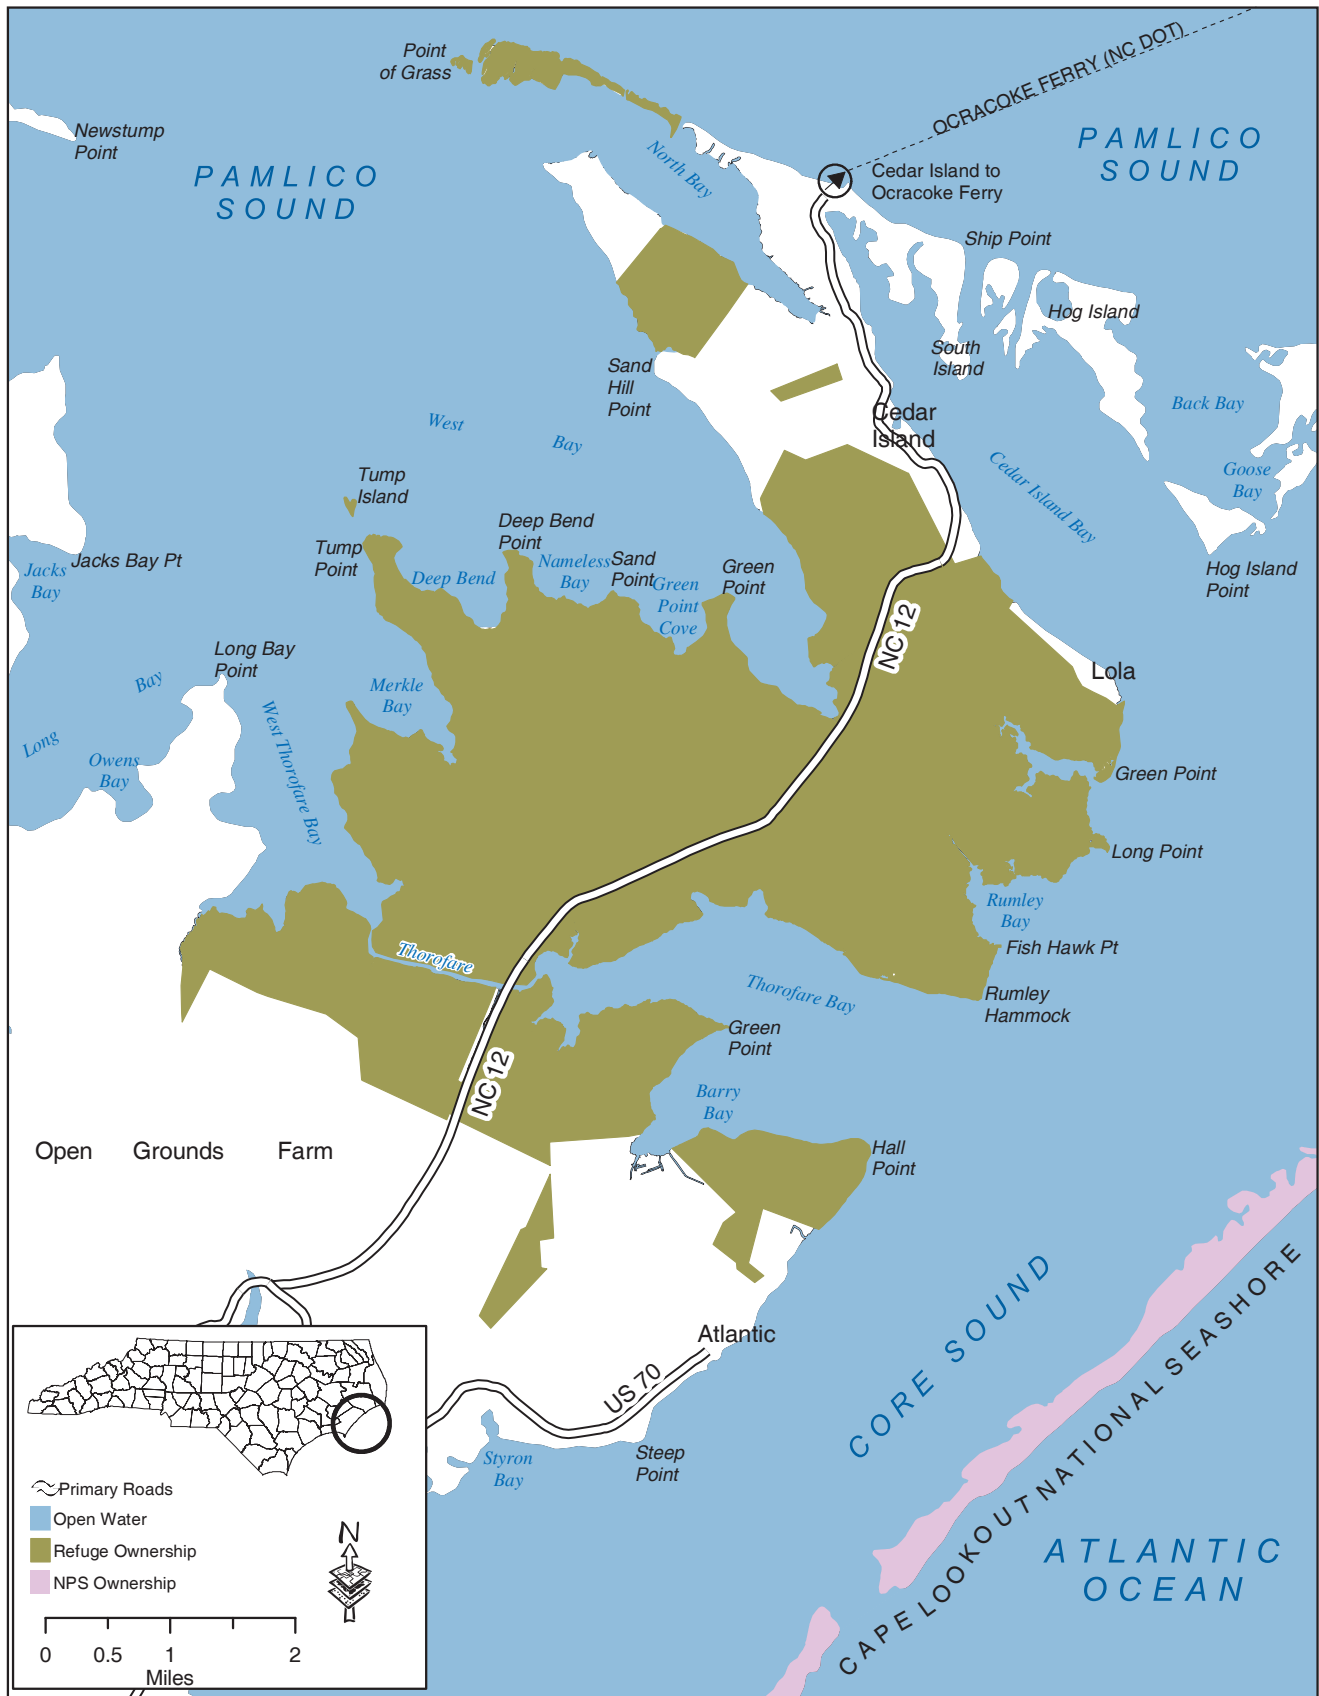 Point
of Grass
OCRACOKE FERRY (NC DOT)
Newstump
Point
PAMLICO
SOUND
PAMLICO
SOUND
North Bay
Cedar Island to
Ocracoke Ferry
Ship Point
Hog Island
South
Island
Sand
Hill
Point
Back Bay
West
Bay
Cedar
Island
Goose
Bay
Cedar Island Bay
Tump
Island
Deep Bend
Point
Tump
Point
Deep Bend
Nameless
Bay
Sand
Point
Green
Point
Cove
Green
Point
Jacks Bay Pt
Jacks
Bay
Hog Island
Point
NC 12
Long Bay
Point
Lola
Long
Bay
Merkle
Bay
West Thorofare Bay
Owens
Bay
Green Point
Long Point
Rumley
Bay
Fish Hawk Pt
Thorofare
Thorofare Bay
Rumley
Hammock
Green
Point
NC 12
Barry
Bay
Open Grounds Farm
Hall
Point
CORE SOUND
CAPE LOOKOUT NATIONAL SEASHORE
Atlantic
US 70
Steep
Point
Styron
Bay
ATLANTIC
OCEAN
Primary Roads
Open Water
Refuge Ownership
NPS Ownership
N
0 0.5 1 2
Miles